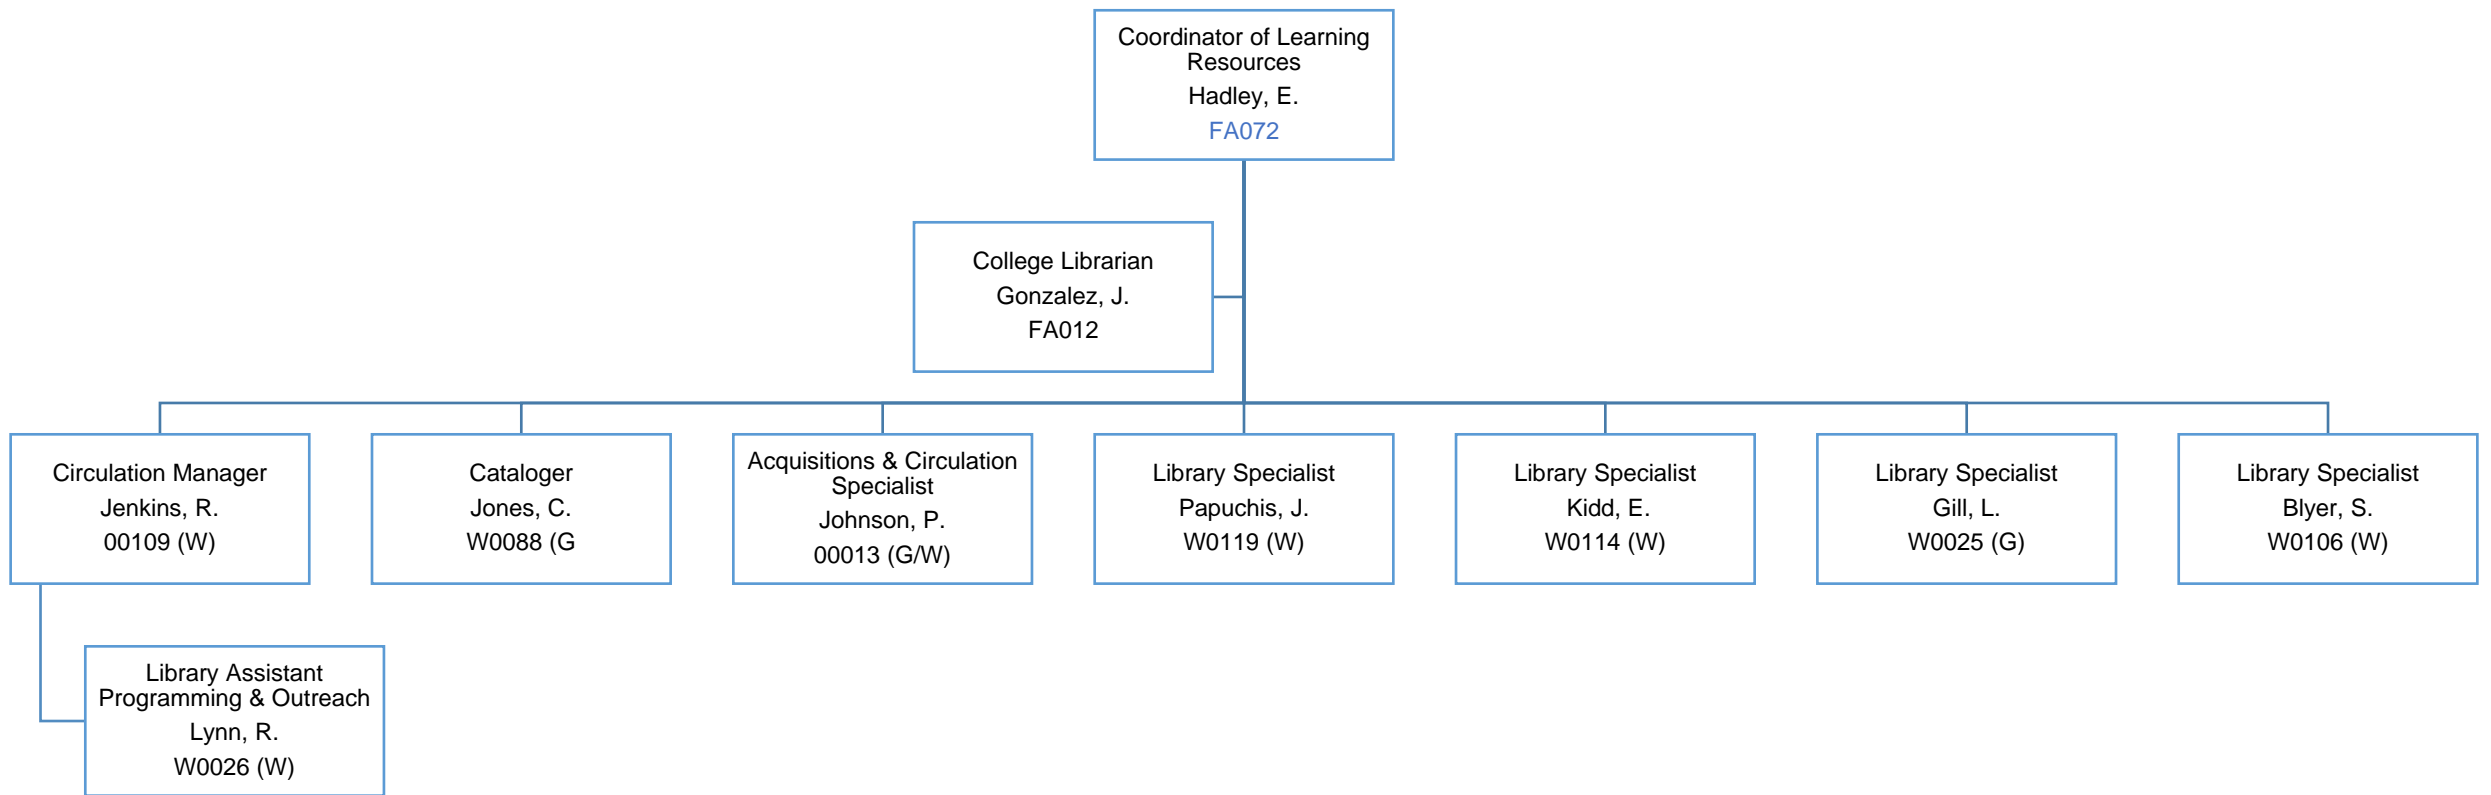 Coordinator of Learning
Resources
Hadley, E.
FA072
College Librarian
Gonzalez, J.
FA012
Circulation Manager
Jenkins, R.
00109 (W)
Cataloger
Jones, C.
W0088 (G
Acquisitions & Circulation
Specialist
Johnson, P.
00013 (G/W)
Library Specialist
Papuchis, J.
W0119 (W)
Library Specialist
Kidd, E.
W0114 (W)
Library Specialist
Gill, L.
W0025 (G)
Library Specialist
Blyer, S.
W0106 (W)
Library Assistant
Programming & Outreach
Lynn, R.
W0026 (W)